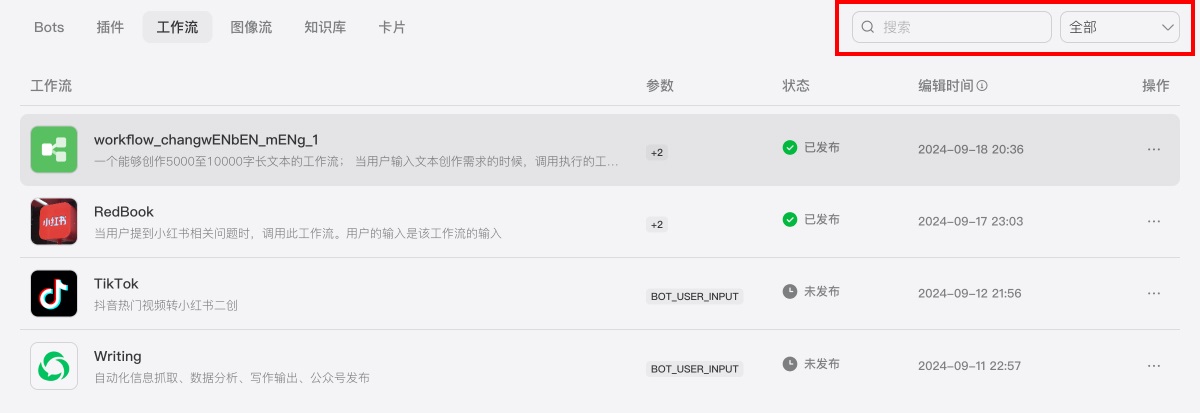 Bots 插件 工作流 图像流 知识库 卡片 搜索 全部
工作流 参数 状态 编辑时间 操作
workflow_changwENbEN_mENg_1
一个能够创作5000至10000字长文本的工作流； 当用户输入文本创作需求的时候，调用执行的工... +2 已发布 2024-09-18 20:36 ...
RedBook
小红书
当用户提到小红书相关问题时，调用此工作流。用户的输入是该工作流的输入 +2 已发布 2024-09-17 23:03 ...
TikTok
抖音热门视频转小红书二创 BOT_USER_INPUT 未发布 2024-09-12 21:56 ...
Writing
自动化信息抓取、数据分析、写作输出、公众号发布 BOT_USER_INPUT 未发布 2024-09-11 22:57 ...